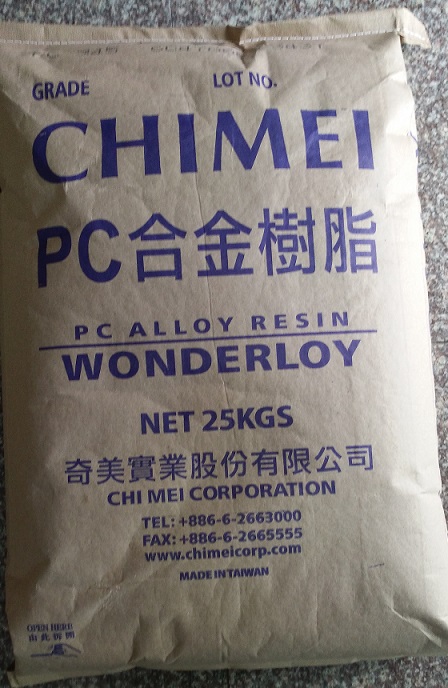 GRADE LOT NO.
CHIMEI
PC合金樹脂
PC ALLOY RESIN
WONDERLOY
NET 25KGS
奇美實業股份有限公司
CHI MEI CORPORATION
TEL: +886-6-2663000
FAX: +886-6-2665555
www.chimeicorp.com
MADE IN TAIWAN
OPEN HERE
由此拆開